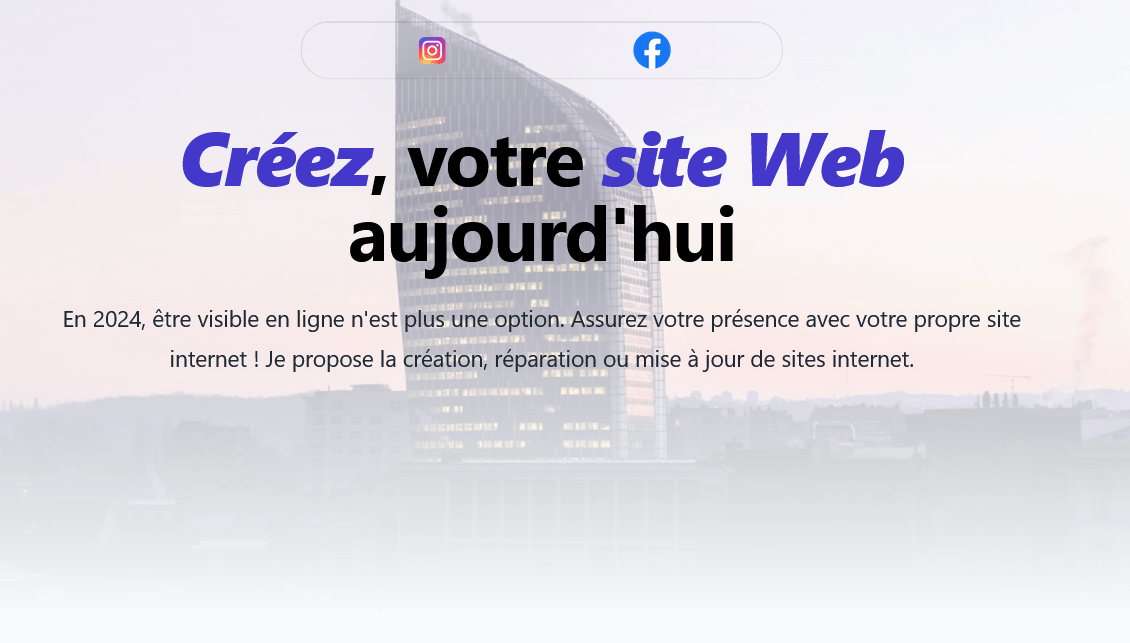 Créez, votre site Web
aujourd'hui
En 2024, être visible en ligne n'est plus une option. Assurez votre présence avec votre propre site
internet ! Je propose la création, réparation ou mise à jour de sites internet.